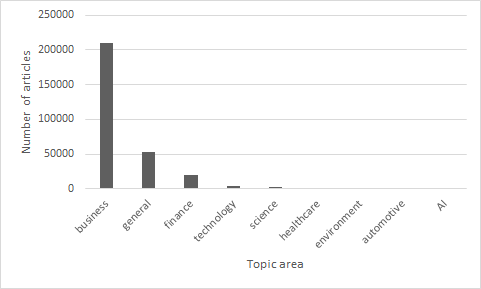 250000
200000
150000
100000
50000
0
Number of articles
business
general
finance
technology
science
healthcare
environment
automotive
AI
Topic area